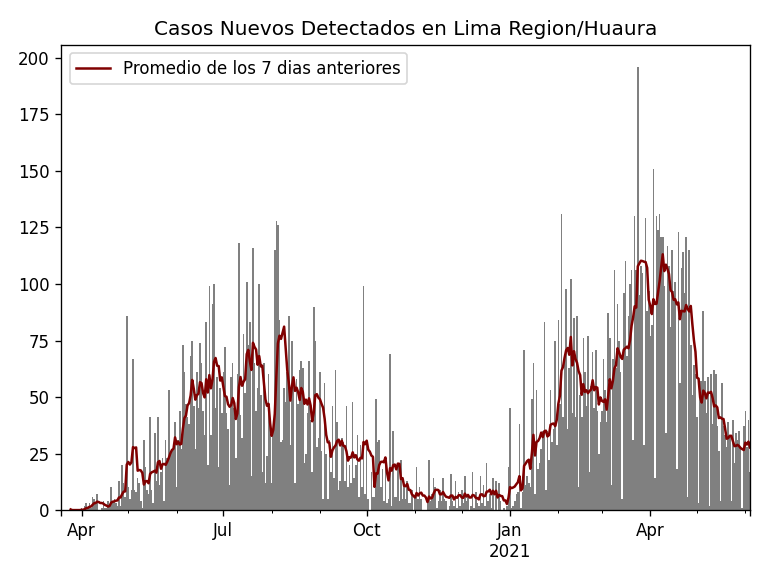 Casos Nuevos Detectados en Lima Region/Huaura
Promedio de los 7 dias anteriores
200
175
150
125
100
75
50
25
0
Apr
Jul
Oct
Jan
2021
Apr